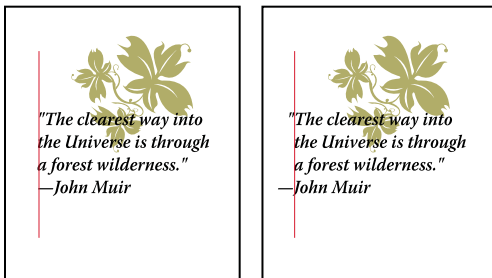 "The clearest way into
the Universe is through
a forest wilderness."
—John Muir
"The clearest way into
the Universe is through
a forest wilderness."
—John Muir